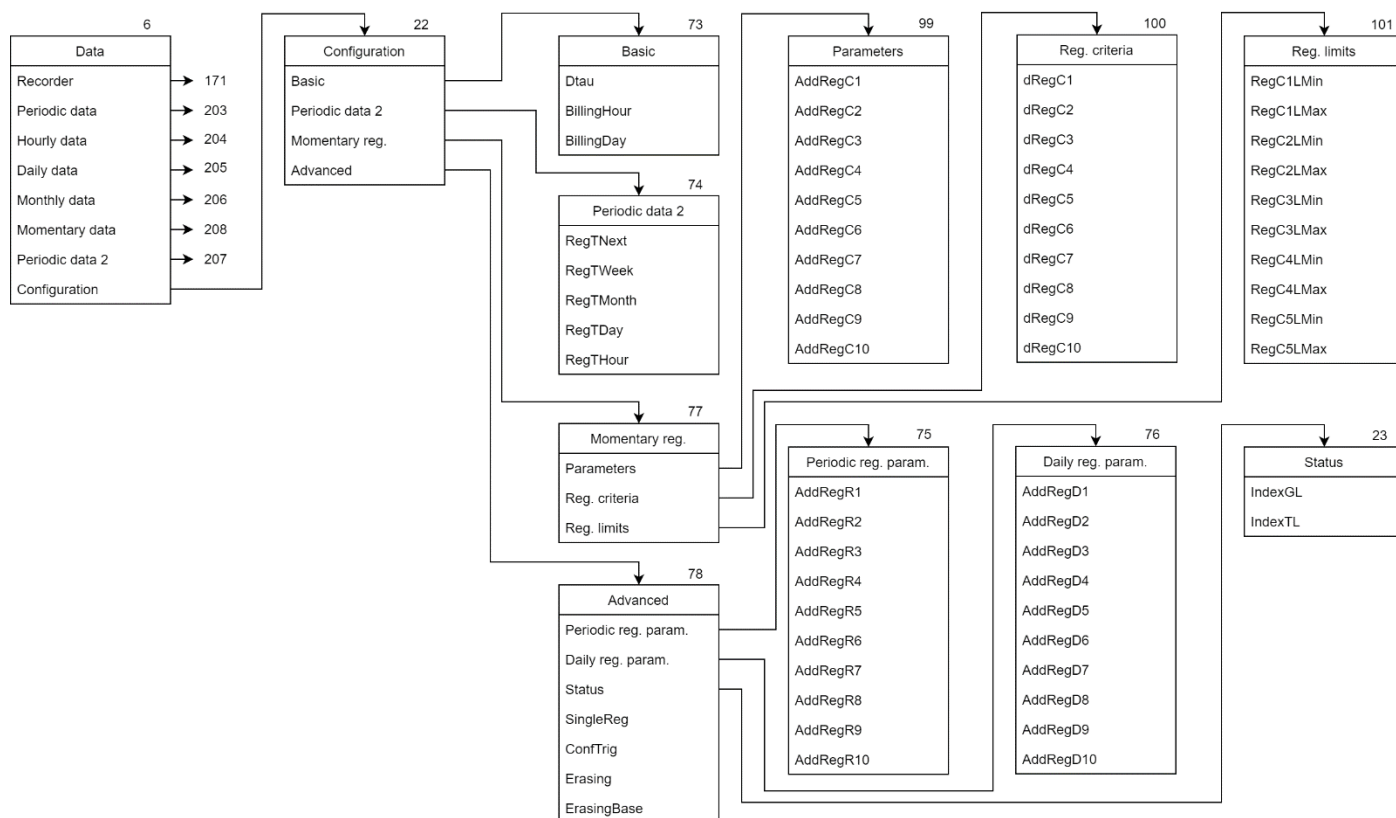 6
Data
Recorder
171
Periodic data
203
Hourly data
204
Daily data
205
Monthly data
206
Momentary data
208
Periodic data 2
207
Configuration
22
Configuration
Basic
Periodic data 2
Momentary reg.
Advanced
73
Basic
Dtau
BillingHour
BillingDay
74
Periodic data 2
RegTNext
RegTWeek
RegTMonth
RegTDay
RegTHour
77
Momentary reg.
Parameters
Reg. criteria
Reg. limits
78
Advanced
Periodic reg. param.
Daily reg. param.
Status
SingleReg
ConfTrig
Erasing
ErasingBase
99
Parameters
AddRegC1
AddRegC2
AddRegC3
AddRegC4
AddRegC5
AddRegC6
AddRegC7
AddRegC8
AddRegC9
AddRegC10
100
Reg. criteria
dRegC1
dRegC2
dRegC3
dRegC4
dRegC5
dRegC6
dRegC7
dRegC8
dRegC9
dRegC10
101
Reg. limits
RegC1LMin
RegC1LMax
RegC2LMin
RegC2LMax
RegC3LMin
RegC3LMax
RegC4LMin
RegC4LMax
RegC5LMin
RegC5LMax
75
Periodic reg. param.
AddRegR1
AddRegR2
AddRegR3
AddRegR4
AddRegR5
AddRegR6
AddRegR7
AddRegR8
AddRegR9
AddRegR10
76
Daily reg. param.
AddRegD1
AddRegD2
AddRegD3
AddRegD4
AddRegD5
AddRegD6
AddRegD7
AddRegD8
AddRegD9
AddRegD10
23
Status
IndexGL
IndexTL